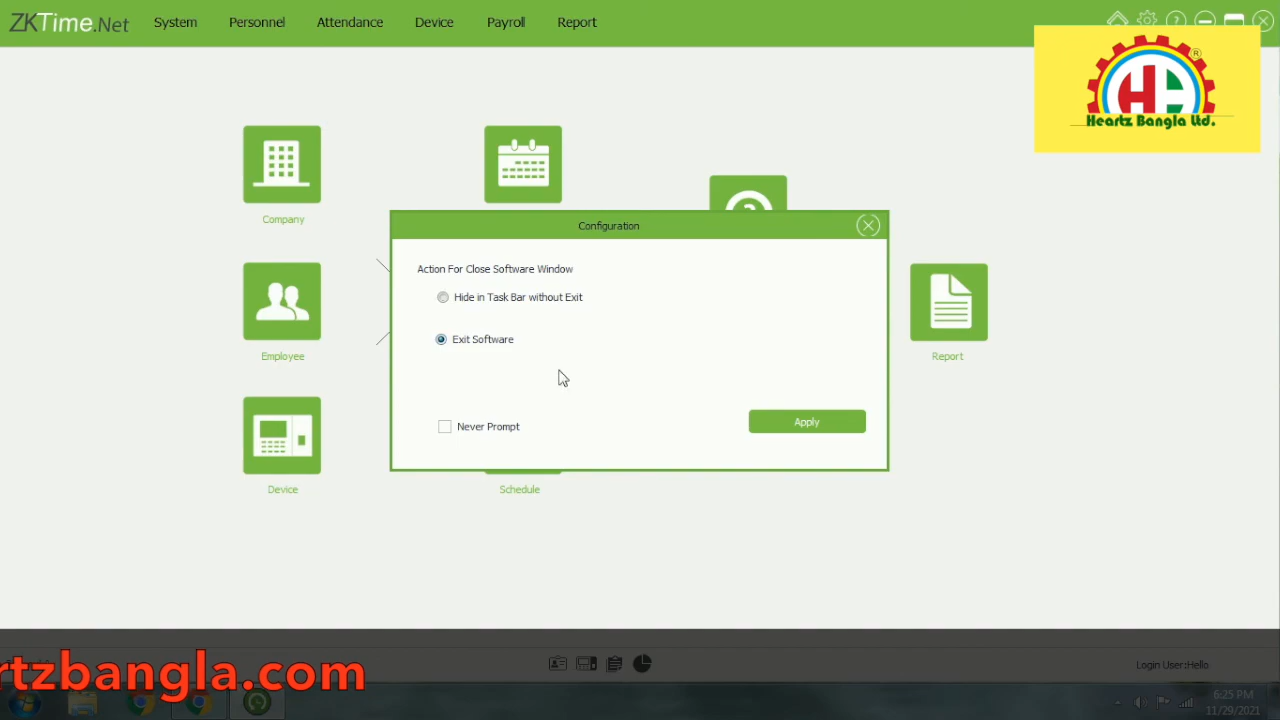 ZKTime.Net
System Personnel Attendance Device Payroll Report
Heartz Bangla Ltd.
Company
Configuration
Action For Close Software Window
Hide in Task Bar without Exit
Exit Software
Employee
Report
Never Prompt
Apply
Device
Schedule
rtzbangla.com
Login User:Hello
6:25 PM
11/29/2021